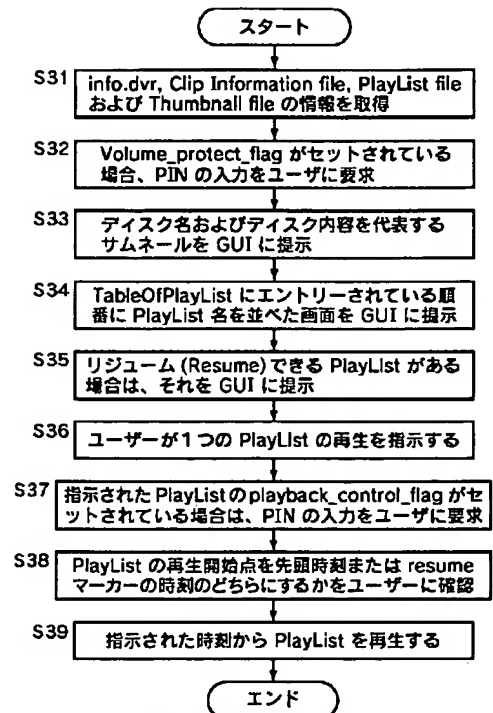 スタート
S31
info.dvr, Clip Information file, PlayList file
および Thumbnail file の情報を取得
S32
Volume_protect_flag がセットされている
場合、PIN の入力をユーザに要求
S33
ディスク名およびディスク内容を代表する
サムネールを GUI に提示
S34
TableOfPlayList にエントリーされている順
番に PlayList 名を並べた画面を GUI に提示
S35
リジューム (Resume) できる PlayList がある
場合は、それを GUI に提示
S36
ユーザーが1つの PlayList の再生を指示する
S37
指示された PlayList の playback_control_flag がセ
ットされている場合は、PIN の入力をユーザに要求
S38
PlayList の再生開始点を先頭時刻または resume
マーカーの時刻のどちらにするかをユーザーに確認
S39
指示された時刻から PlayList を再生する
エンド